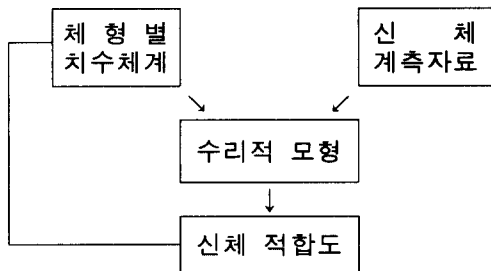 체 형 별
치수체계
신 체
계측자료
수리적 모형
신체 적합도